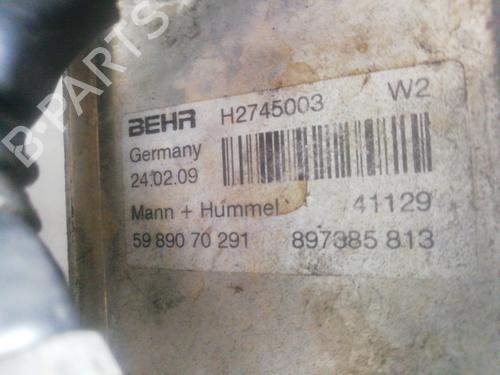 B-PARTS
BEHR H2745003 W2
Germany
24.02.09
Mann + Hummel 41129
59 890 70 291 897385 813